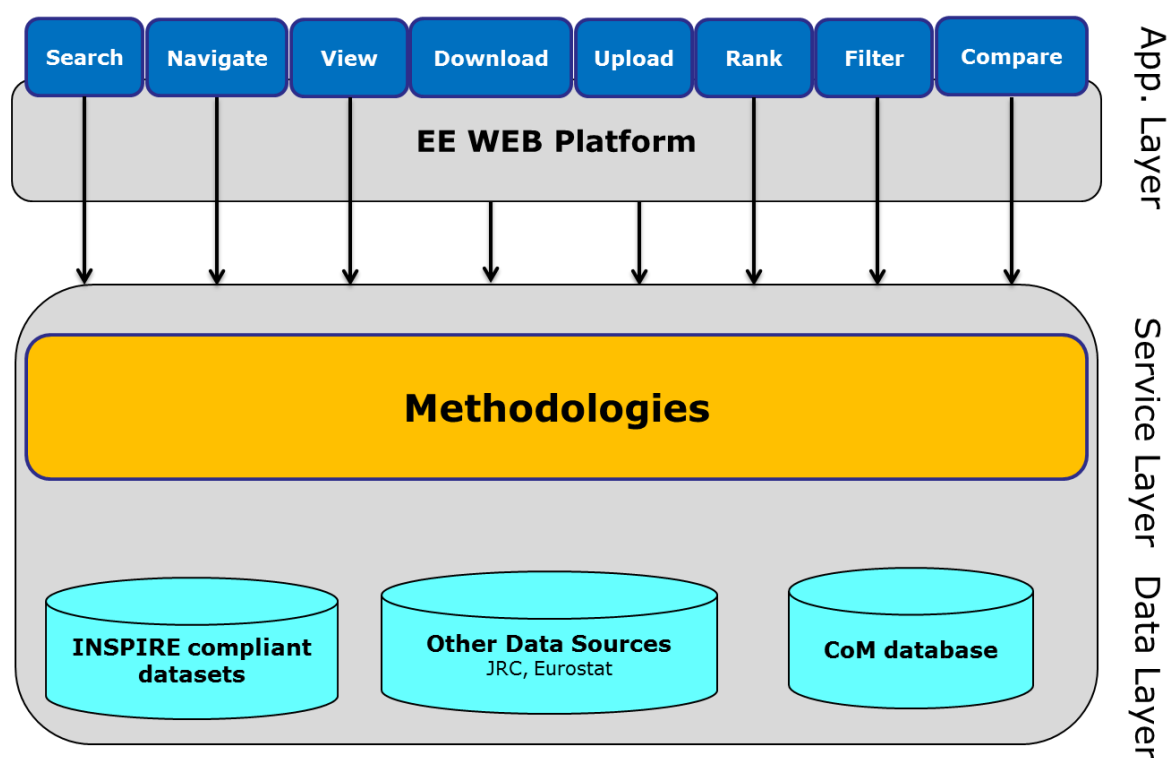 Search
Navigate
View
Download
Upload
Rank
Filter
Compare
EE WEB Platform
App. Layer
Methodologies
Service Layer
INSPIRE compliant
datasets
Other Data Sources
JRC, Eurostat
CoM database
Data Layer